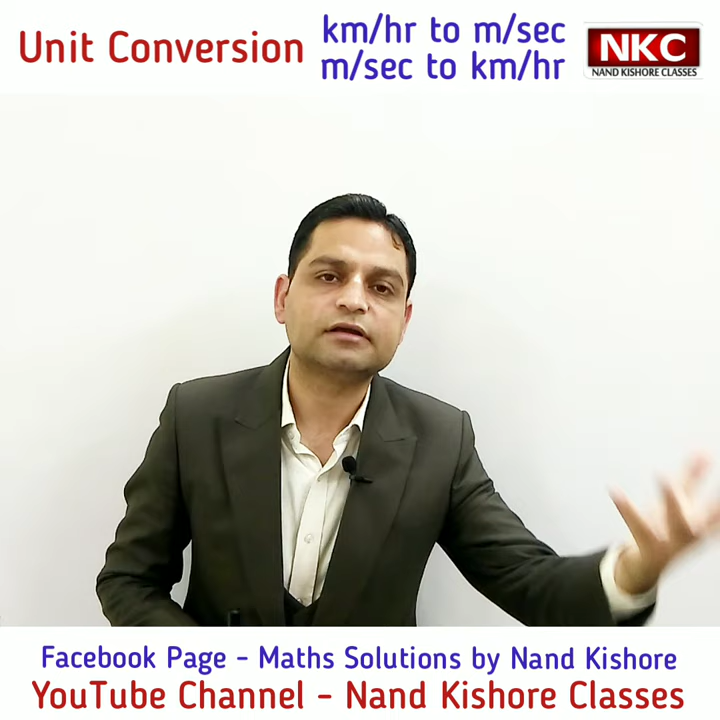 Unit Conversion
km/hr to m/sec
m/sec to km/hr
NKC
NAND KISHORE CLASSES
Facebook Page - Maths Solutions by Nand Kishore
YouTube Channel - Nand Kishore Classes